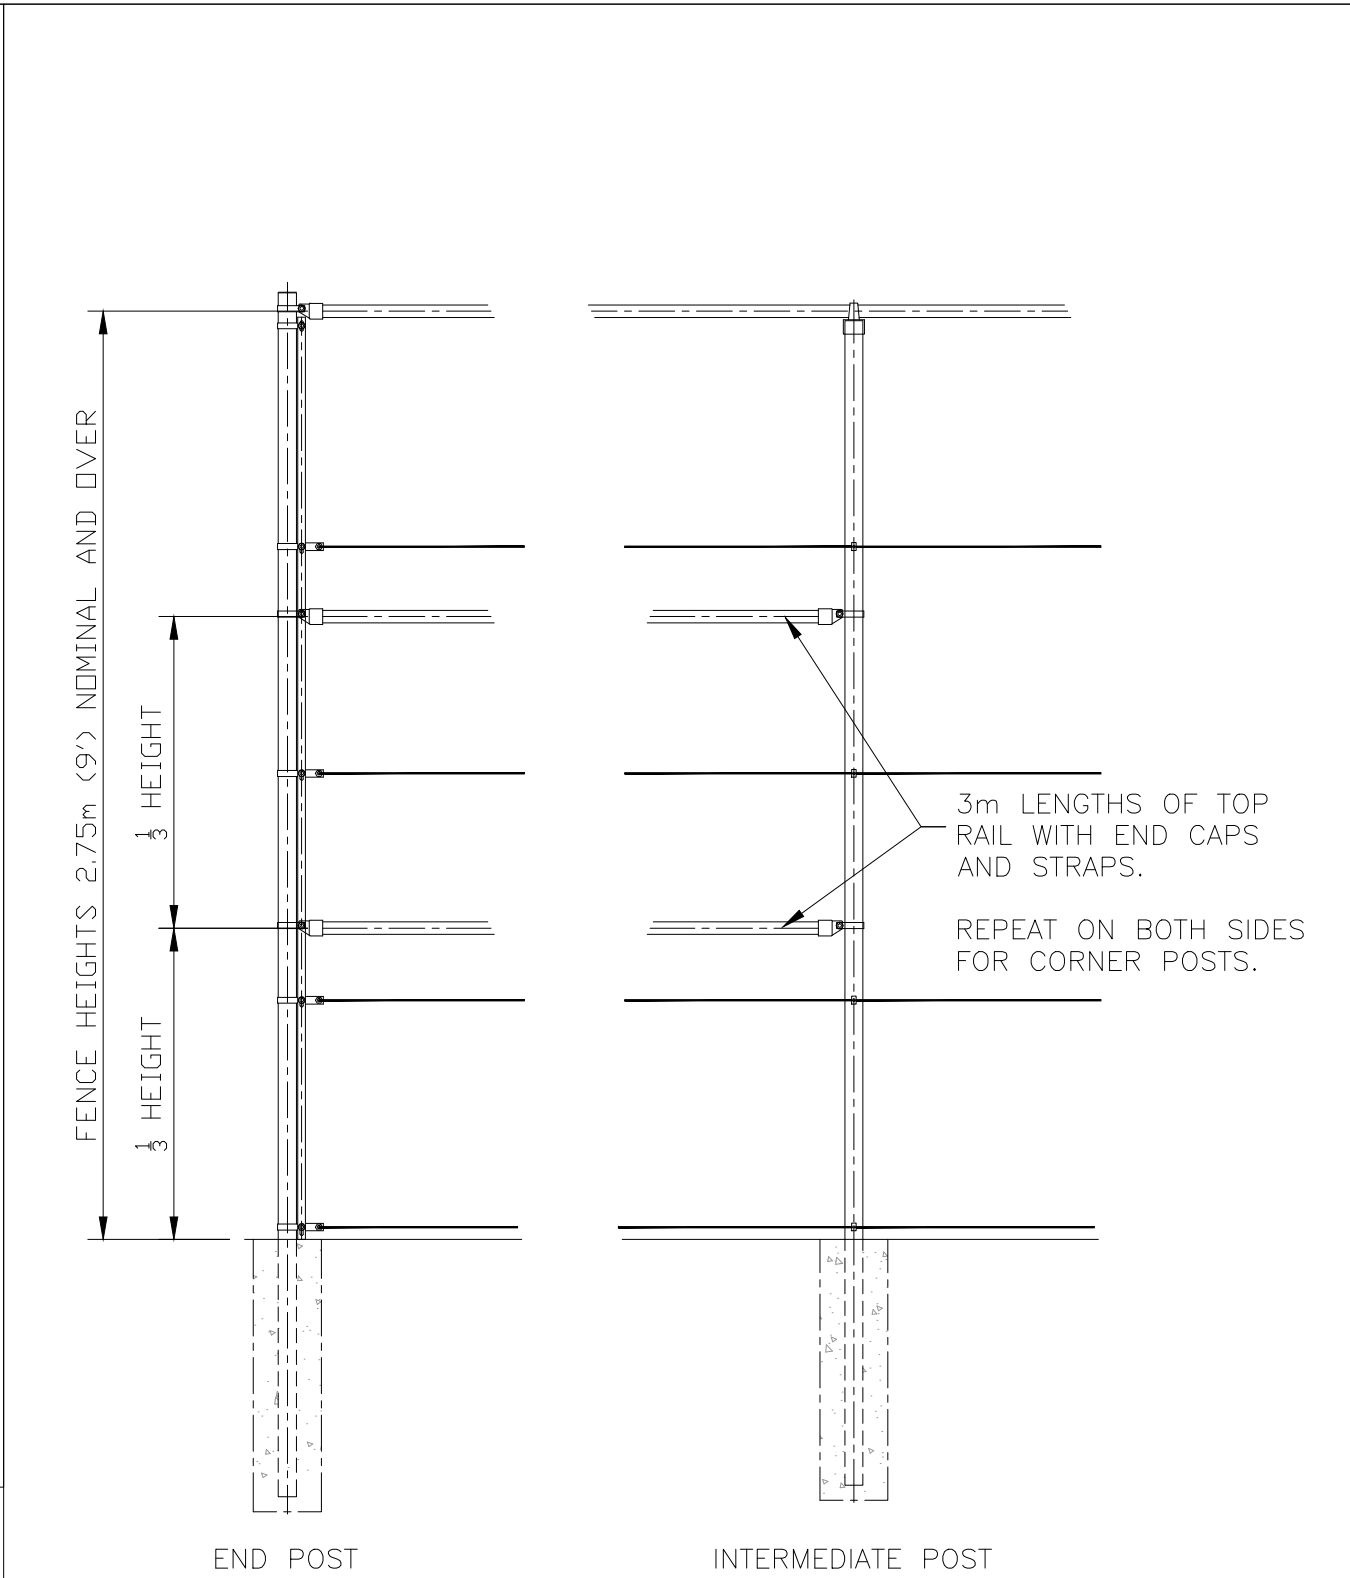 FENCE HEIGHTS 2.75m (9') NOMINAL AND OVER
1/3 HEIGHT
1/3 HEIGHT
3m LENGTHS OF TOP
RAIL WITH END CAPS
AND STRAPS.
REPEAT ON BOTH SIDES
FOR CORNER POSTS.
END POST
INTERMEDIATE POST